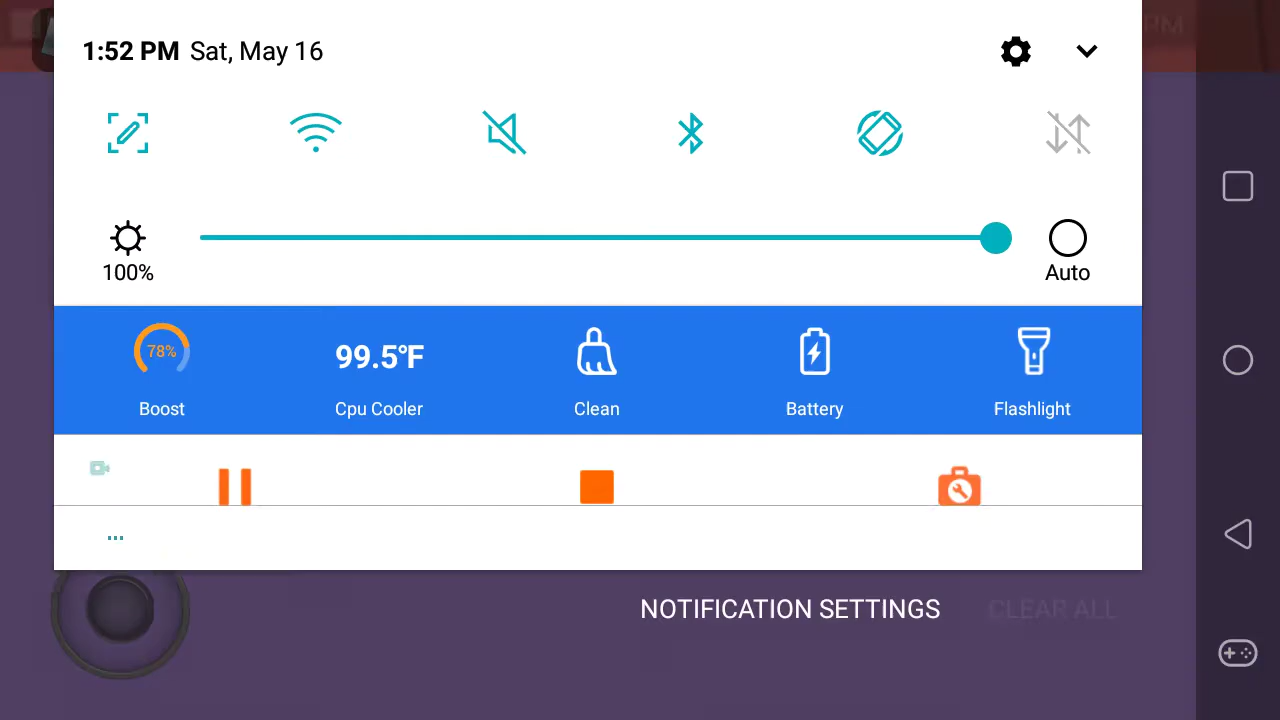 1:52 PM Sat, May 16
100%
Auto
78%
99.5°F
Boost
Cpu Cooler
Clean
Battery
Flashlight
NOTIFICATION SETTINGS
CLEAR ALL